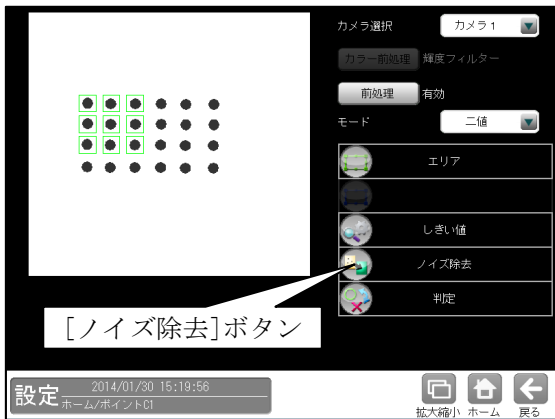 カメラ選択
カメラ1
カラー前処理
輝度フィルター
前処理
有効
モード
二値
エリア
しきい値
ノイズ除去
判定
[ノイズ除去]ボタン
設定
2014/01/30 15:19:56
ホーム/ポイント01
拡大縮小
ホーム
戻る